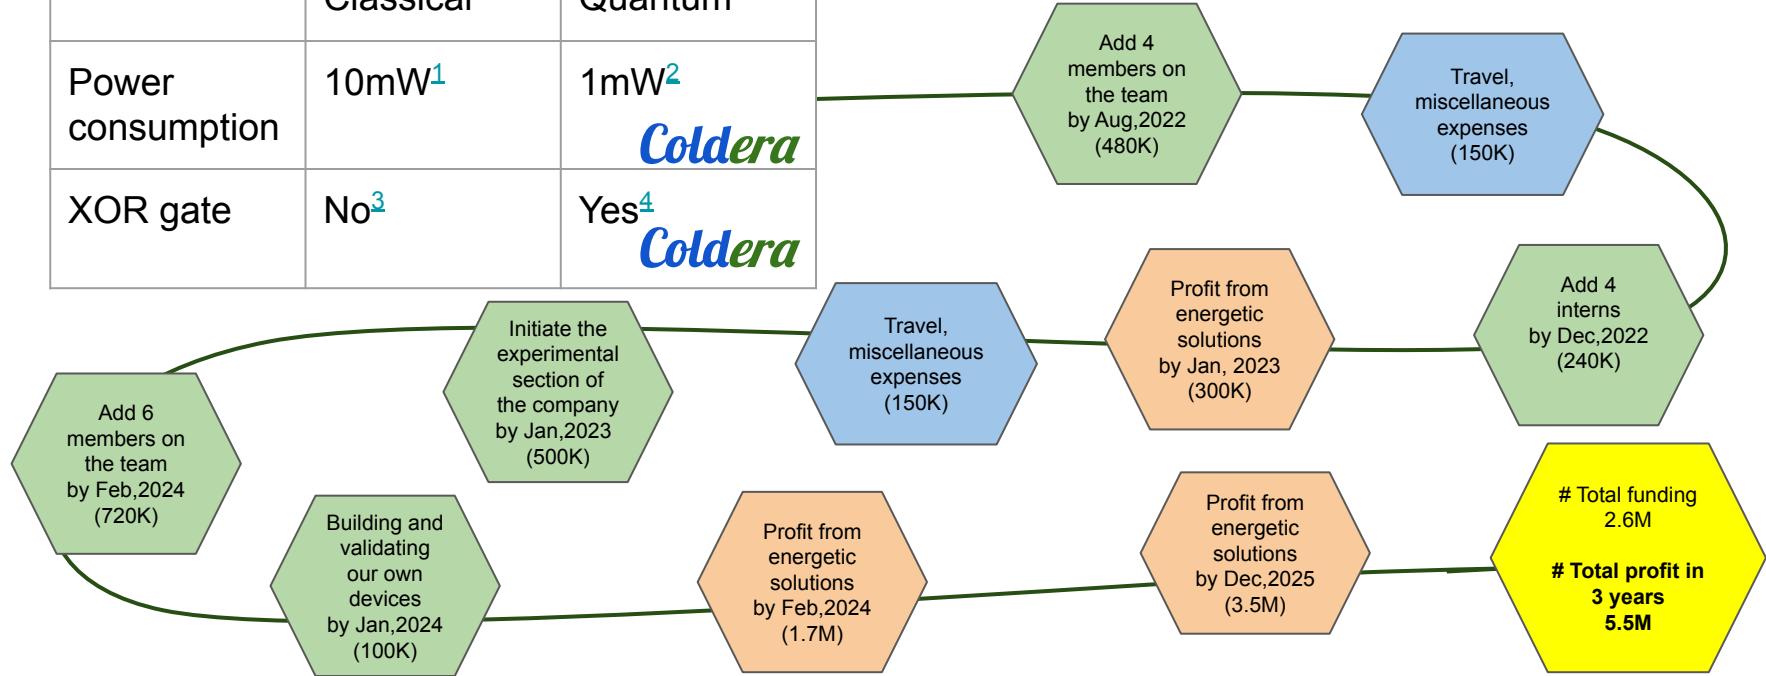 Classical
Quantum
Power
consumption
10mW1
1mW2
Coldera
XOR gate
No3
Yes4
Coldera
Add 4
members on
the team
by Aug,2022
(480K)
Travel,
miscellaneous
expenses
(150K)
Add 4
interns
by Dec,2022
(240K)
Profit from
energetic
solutions
by Jan, 2023
(300K)
Travel,
miscellaneous
expenses
(150K)
Initiate the
experimental
section of
the company
by Jan,2023
(500K)
Add 6
members on
the team
by Feb,2024
(720K)
Building and
validating
our own
devices
by Jan,2024
(100K)
Profit from
energetic
solutions
by Feb,2024
(1.7M)
Profit from
energetic
solutions
by Dec,2025
(3.5M)
# Total funding
2.6M
# Total profit in
3 years
5.5M